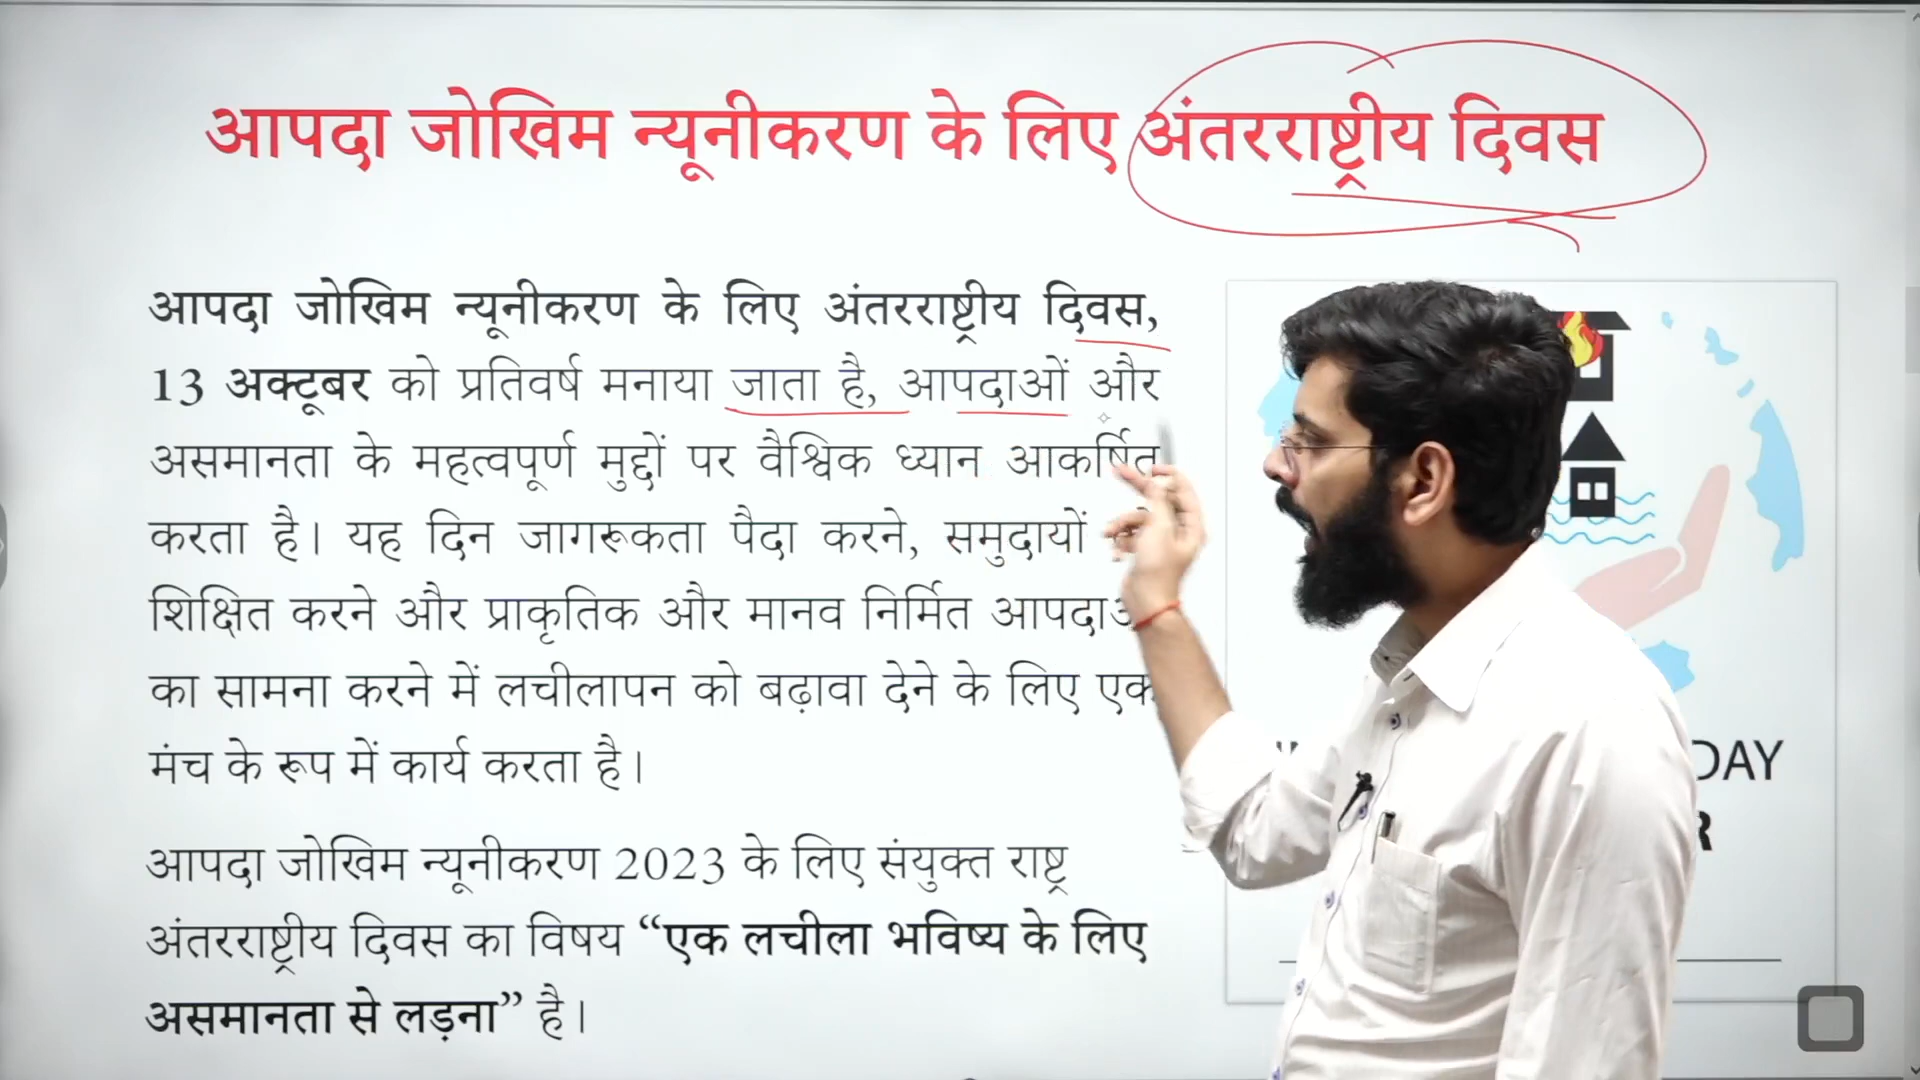 आपदा जोखिम न्यूनीकरण के लिए अंतरराष्ट्रीय दिवस
आपदा जोखिम न्यूनीकरण के लिए अंतरराष्ट्रीय दिवस,
13 अक्टूबर को प्रतिवर्ष मनाया जाता है, आपदाओं और
असमानता के महत्वपूर्ण मुद्दों पर वैश्विक ध्यान आकर्षित
करता है। यह दिन जागरूकता पैदा करने, समुदायों
शिक्षित करने और प्राकृतिक और मानव निर्मित
का सामना करने में लचीलापन को बढ़ावा देने के लिए एक
मंच के रूप में कार्य करता है।
आपदा जोखिम न्यूनीकरण 2023 के लिए संयुक्त राष्ट्र
अंतरराष्ट्रीय दिवस का विषय “एक लचीला भविष्य के लिए
असमानता से लड़ना” है।
DAY